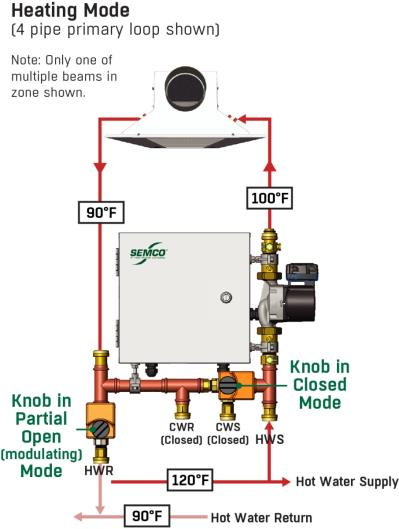 Heating Mode
(4 pipe primary loop shown)
Note: Only one of
multiple beams in
zone shown.
100°F
90°F
SEMCO
Knob in
Closed
Mode
Knob in
Partial
Open
(modulating)
Mode
CWR
(Closed)
CWS
(Closed)
HWS
HWR
120°F
Hot Water Supply
90°F
Hot Water Return